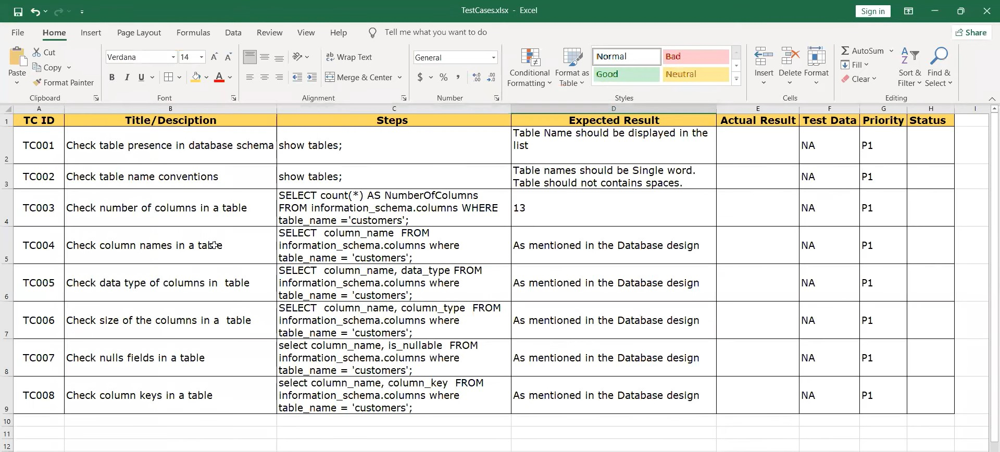 TestCases.xlsx - Excel
Sign in
File Home Insert Page Layout Formulas Data Review View Help Tell me what you want to do
Share
Paste
Cut
Copy
Format Painter
Clipboard
Verdana 14
B I U
Font
Wrap Text
Merge & Center
Alignment
General
$ % ,
Number
Conditional Formatting
Format as Table
Normal Bad
Good Neutral
Styles
Insert Delete Format
Cells
AutoSum
Fill
Clear
Sort & Filter
Find & Select
Editing
A B C D E F G H I
1 TC ID Title/Desciption Steps Expected Result Actual Result Test Data Priority Status
2 TC001 Check table presence in database schema show tables; Table Name should be displayed in the
list
NA P1
3 TC002 Check table name conventions show tables; Table names should be Single word.
Table should not contains spaces.
NA P1
4 TC003 Check number of columns in a table SELECT count(*) AS NumberOfColumns
FROM information_schema.columns WHERE
table_name ='customers';
13 NA P1
5 TC004 Check column names in a table SELECT column_name FROM
information_schema.columns where
table_name = 'customers';
As mentioned in the Database design NA P1
6 TC005 Check data type of columns in table SELECT column_name, data_type FROM
information_schema.columns where
table_name = 'customers';
As mentioned in the Database design NA P1
7 TC006 Check size of the columns in a table SELECT column_name, column_type FROM
information_schema.columns where
table_name = 'customers';
As mentioned in the Database design NA P1
8 TC007 Check nulls fields in a table select column_name, is_nullable FROM
information_schema.columns where
table_name = 'customers';
As mentioned in the Database design NA P1
9 TC008 Check column keys in a table select column_name, column_key FROM
information_schema.columns where
table_name = 'customers';
As mentioned in the Database design NA P1
10
11
12